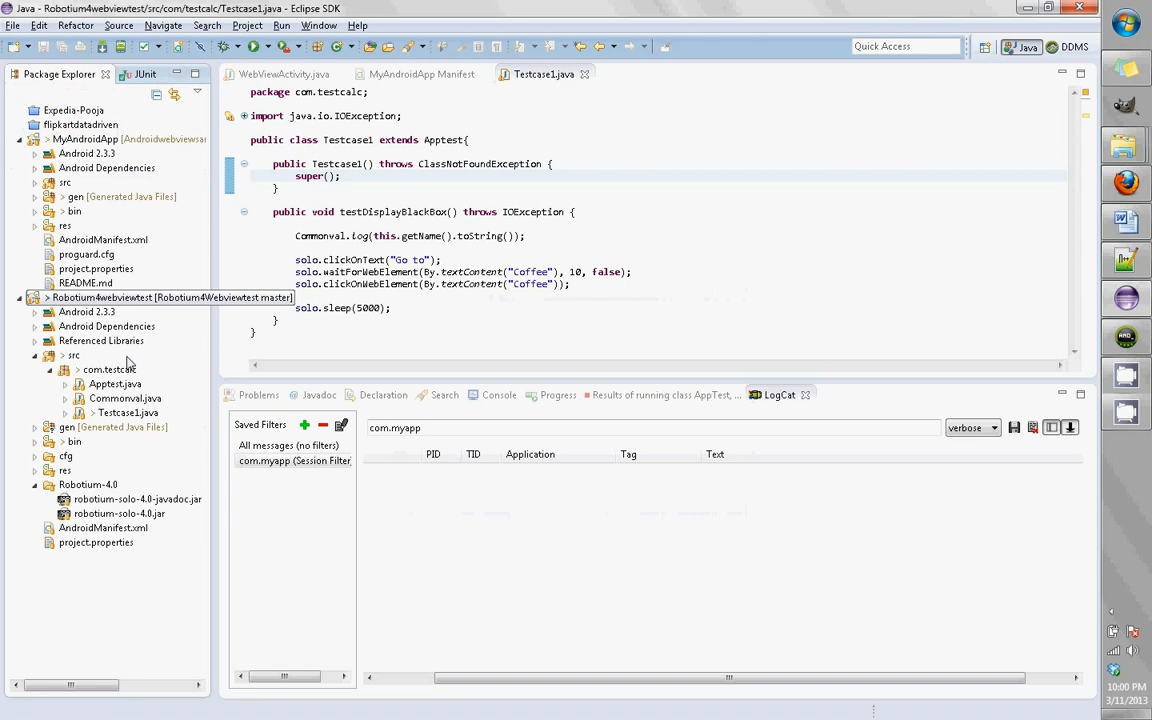 Java - Robotium4webviewtest/src/com/testcalc/Testcase1.java - Eclipse SDK
File Edit Refactor Source Navigate Search Project Run Window Help
Quick Access
Java
DDMS
Package Explorer
JUnit
Expedia-Pooja
flipkartdatadriven
> MyAndroidApp [Androidwebviewsar
Android 2.3.3
Android Dependencies
src
> gen [Generated Java Files]
> bin
res
AndroidManifest.xml
proguard.cfg
project.properties
README.md
> Robotium4webviewtest [Robotium4Webviewtest master]
Android 2.3.3
Android Dependencies
Referenced Libraries
> src
> com.testcalc
Apptest.java
Commonval.java
> Testcase1.java
gen [Generated Java Files]
> bin
cfg
res
Robotium-4.0
robotium-solo-4.0-javadoc.jar
robotium-solo-4.0.jar
AndroidManifest.xml
project.properties
WebViewActivity.java
MyAndroidApp Manifest
Testcase1.java
package com.testcalc;
import java.io.IOException;
public class Testcase1 extends Apptest{
public Testcase1() throws ClassNotFoundException {
super();
}
public void testDisplayBlackBox() throws IOException {
Commonval.log(this.getName().toString());
solo.clickOnText("Go to");
solo.waitForWebElement(By.textContent("Coffee"), 10, false);
solo.clickOnWebElement(By.textContent("Coffee"));
solo.sleep(5000);
}
}
Problems
Javadoc
Declaration
Search
Console
Progress
Results of running class AppTest, ...
LogCat
Saved Filters
All messages (no filters)
com.myapp (Session Filter)
com.myapp
verbose
PID TID Application Tag Text
AMD
10:00 PM
3/11/2013